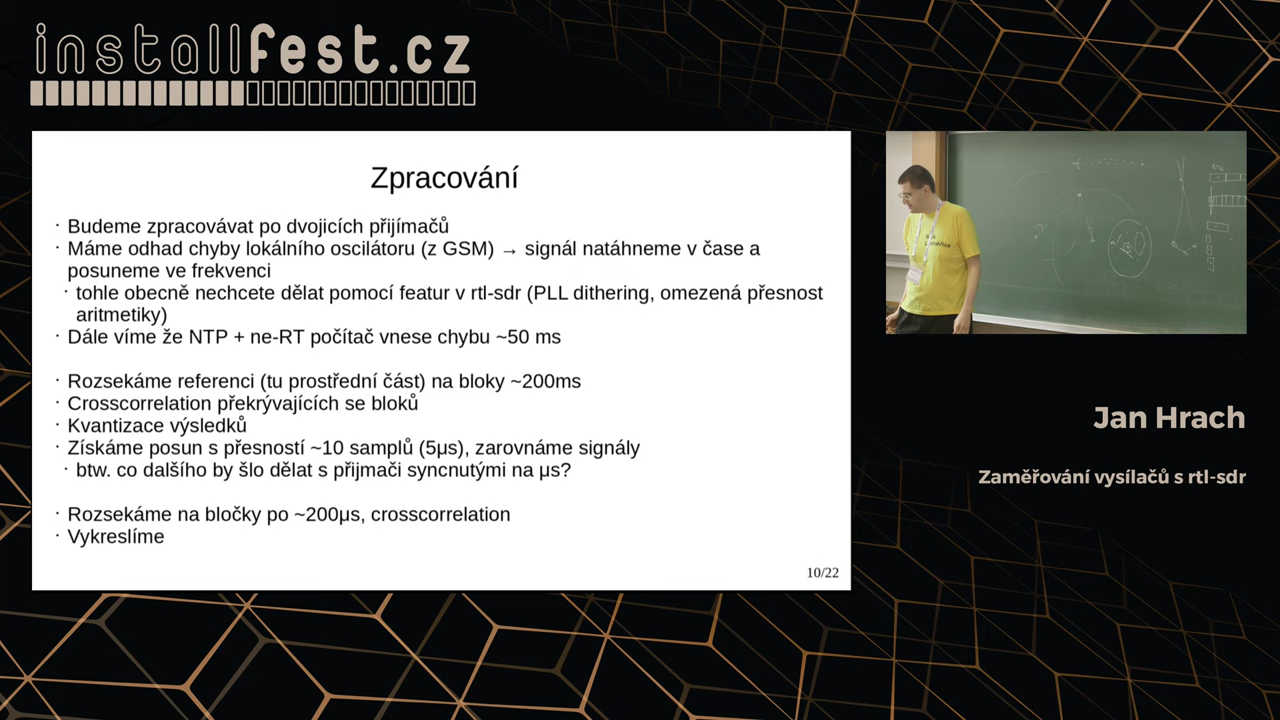 installfest.cz
Zpracování
· Budeme zpracovávat po dvojicích přijímačů
· Máme odhad chyby lokálního oscilátoru (z GSM) → signál natáhneme v čase a
posuneme ve frekvenci
· tohle obecně nechcete dělat pomocí featur v rtl-sdr (PLL dithering, omezená přesnost
aritmetiky)
· Dále víme že NTP + ne-RT počítač vnese chybu ~50 ms
· Rozsekáme referenci (tu prostřední část) na bloky ~200ms
· Crosscorrelation překrývajících se bloků
· Kvantizace výsledků
· Získáme posun s přesností ~10 samplů (5μs), zarovnáme signály
· btw. co dalšího by šlo dělat s přijmači syncnutými na μs?
· Rozsekáme na bločky po ~200μs, crosscorrelation
· Vykreslíme
10/22
Jan Hrach
Zaměřování vysílačů s rtl-sdr